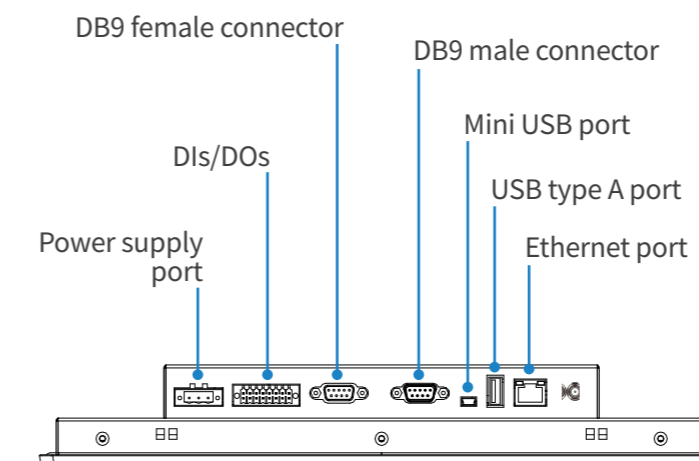 DB9 female connector
DB9 male connector
Mini USB port
DIs/DOs
USB type A port
Power supply
port
Ethernet port